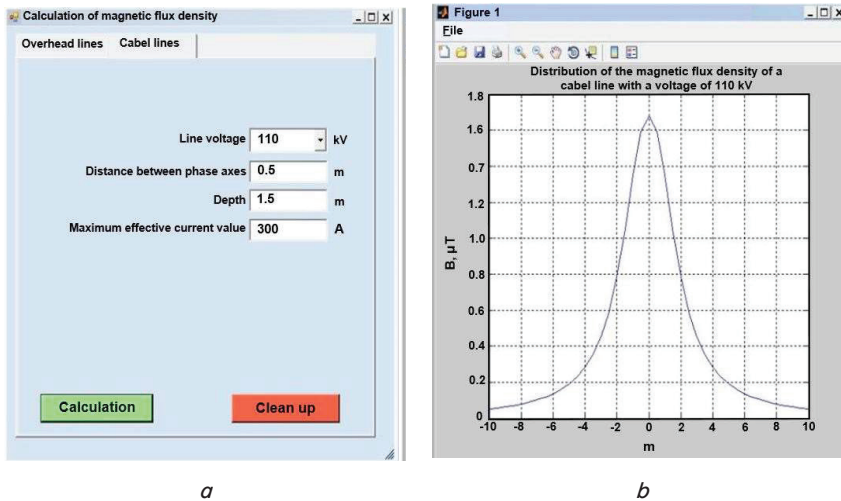 Calculation of magnetic flux density
Overhead lines Cabel lines
Line voltage 110 kV
Distance between phase axes 0.5 m
Depth 1.5 m
Maximum effective current value 300 A
Calculation Clean up
a
Figure 1
File
Distribution of the magnetic flux density of a
cabel line with a voltage of 110 kV
B, µT
1.8
1.6
0.7
1.2
1.0
0.8
0.6
0.4
0.2
0
-10 -8 -6 -4 -2 0 2 4 6 8 10
m
b